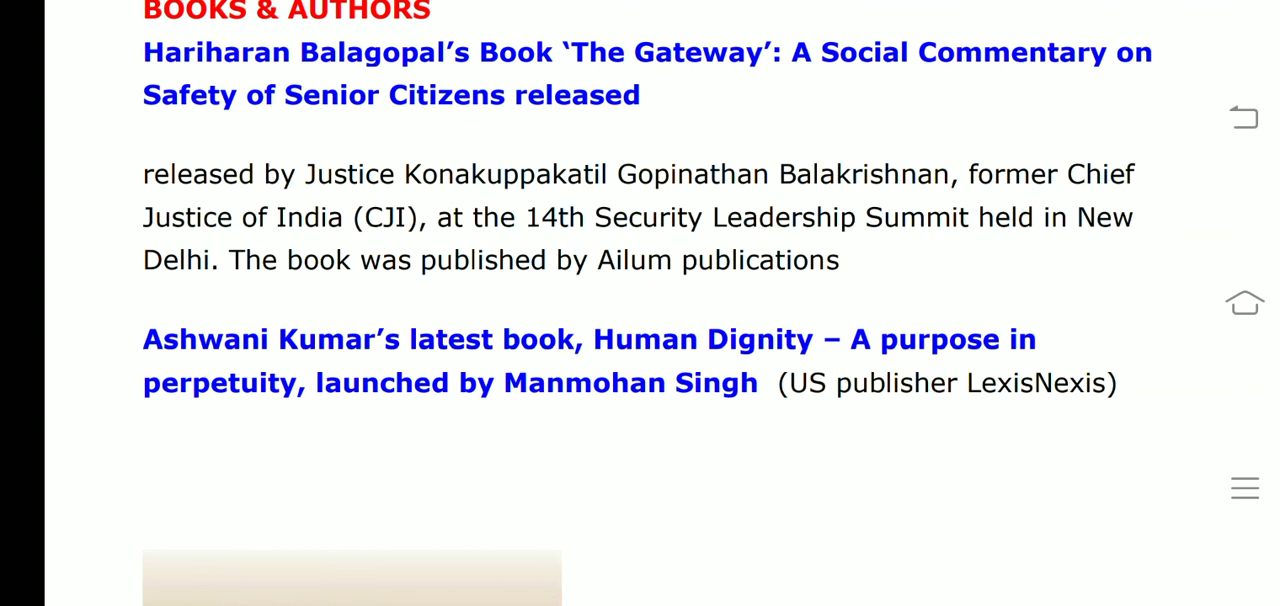 BOOKS & AUTHORS
Hariharan Balagopal’s Book ‘The Gateway’: A Social Commentary on
Safety of Senior Citizens released
released by Justice Konakuppakatil Gopinathan Balakrishnan, former Chief
Justice of India (CJI), at the 14th Security Leadership Summit held in New
Delhi. The book was published by Ailum publications
Ashwani Kumar’s latest book, Human Dignity – A purpose in
perpetuity, launched by Manmohan Singh (US publisher LexisNexis)